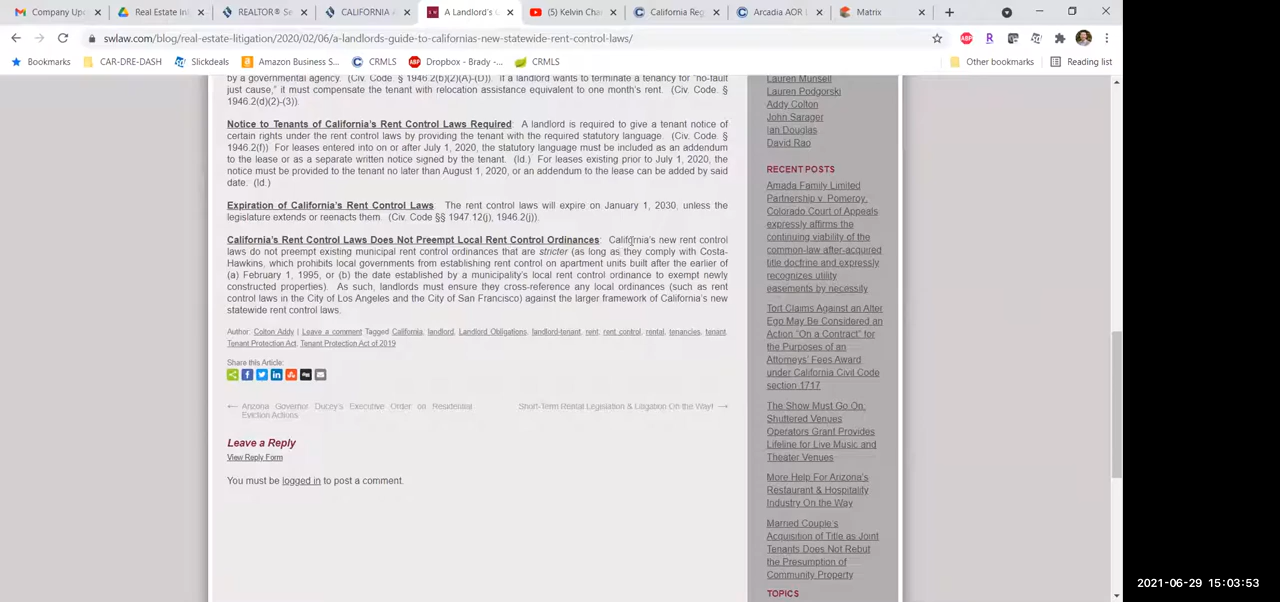 Company Up
Real Estate Int
REALTOR® Se
CALIFORNIA A
A Landlord's G
(5) Kelvin Cha
California Reg
Arcadia AOR
Matrix
swlaw.com/blog/real-estate-litigation/2020/02/06/a-landlords-guide-to-californias-new-statewide-rent-control-laws/
Bookmarks
CAR-DRE-DASH
Slickdeals
Amazon Business S...
CRMLS
Dropbox - Brady -...
CRMLS
Other bookmarks
Reading list
by a governmental agency. (Civ. Code. § 1946.2(b)(2)(A)-(D)). If a landlord wants to terminate a tenancy for "no-fault
just cause," it must compensate the tenant with relocation assistance equivalent to one month's rent. (Civ. Code. §
1946.2(d)(2)-(3)).
Notice to Tenants of California's Rent Control Laws Required: A landlord is required to give a tenant notice of
certain rights under the rent control laws by providing the tenant with the required statutory language. (Civ. Code. §
1946.2(f)) For leases entered into on or after July 1, 2020, the statutory language must be included as an addendum
to the lease or as a separate written notice signed by the tenant. (Id.) For leases existing prior to July 1, 2020, the
notice must be provided to the tenant no later than August 1, 2020, or an addendum to the lease can be added by said
date. (Id.)
Expiration of California's Rent Control Laws: The rent control laws will expire on January 1, 2030, unless the
legislature extends or reenacts them. (Civ. Code §§ 1947.12(j), 1946.2(j)).
California's Rent Control Laws Does Not Preempt Local Rent Control Ordinances: California's new rent control
laws do not preempt existing municipal rent control ordinances that are stricter (as long as they comply with Costa-
Hawkins, which prohibits local governments from establishing rent control on apartment units built after the earlier of
(a) February 1, 1995, or (b) the date established by a municipality's local rent control ordinance to exempt newly
constructed properties). As such, landlords must ensure they cross-reference any local ordinances (such as rent
control laws in the City of Los Angeles and the City of San Francisco) against the larger framework of California's new
statewide rent control laws.
Author: Colton Addy | Leave a comment Tagged California, landlord, Landlord Obligations, landlord-tenant, rent, rent control, rental, tenancies, tenant,
Tenant Protection Act, Tenant Protection Act of 2019
Share this Article:
← Arizona Governor Ducey's Executive Order on Residential
Eviction Actions
Short-Term Rental Legislation & Litigation On the Way! →
Leave a Reply
View Reply Form
You must be logged in to post a comment.
Lauren Munsell
Lauren Podgorski
Addy Colton
John Sarager
Ian Douglas
David Rao
RECENT POSTS
Amada Family Limited
Partnership v. Pomeroy:
Colorado Court of Appeals
expressly affirms the
continuing viability of the
common-law after-acquired
title doctrine and expressly
recognizes utility
easements by necessity
Tort Claims Against an Alter
Ego May Be Considered an
Action "On a Contract" for
the Purposes of an
Attorneys' Fees Award
under California Civil Code
section 1717
The Show Must Go On:
Shuttered Venues
Operators Grant Provides
Lifeline for Live Music and
Theater Venues
More Help For Arizona's
Restaurant & Hospitality
Industry On the Way
Married Couple's
Acquisition of Title as Joint
Tenants Does Not Rebut
the Presumption of
Community Property
TOPICS
2021-06-29 15:03:53